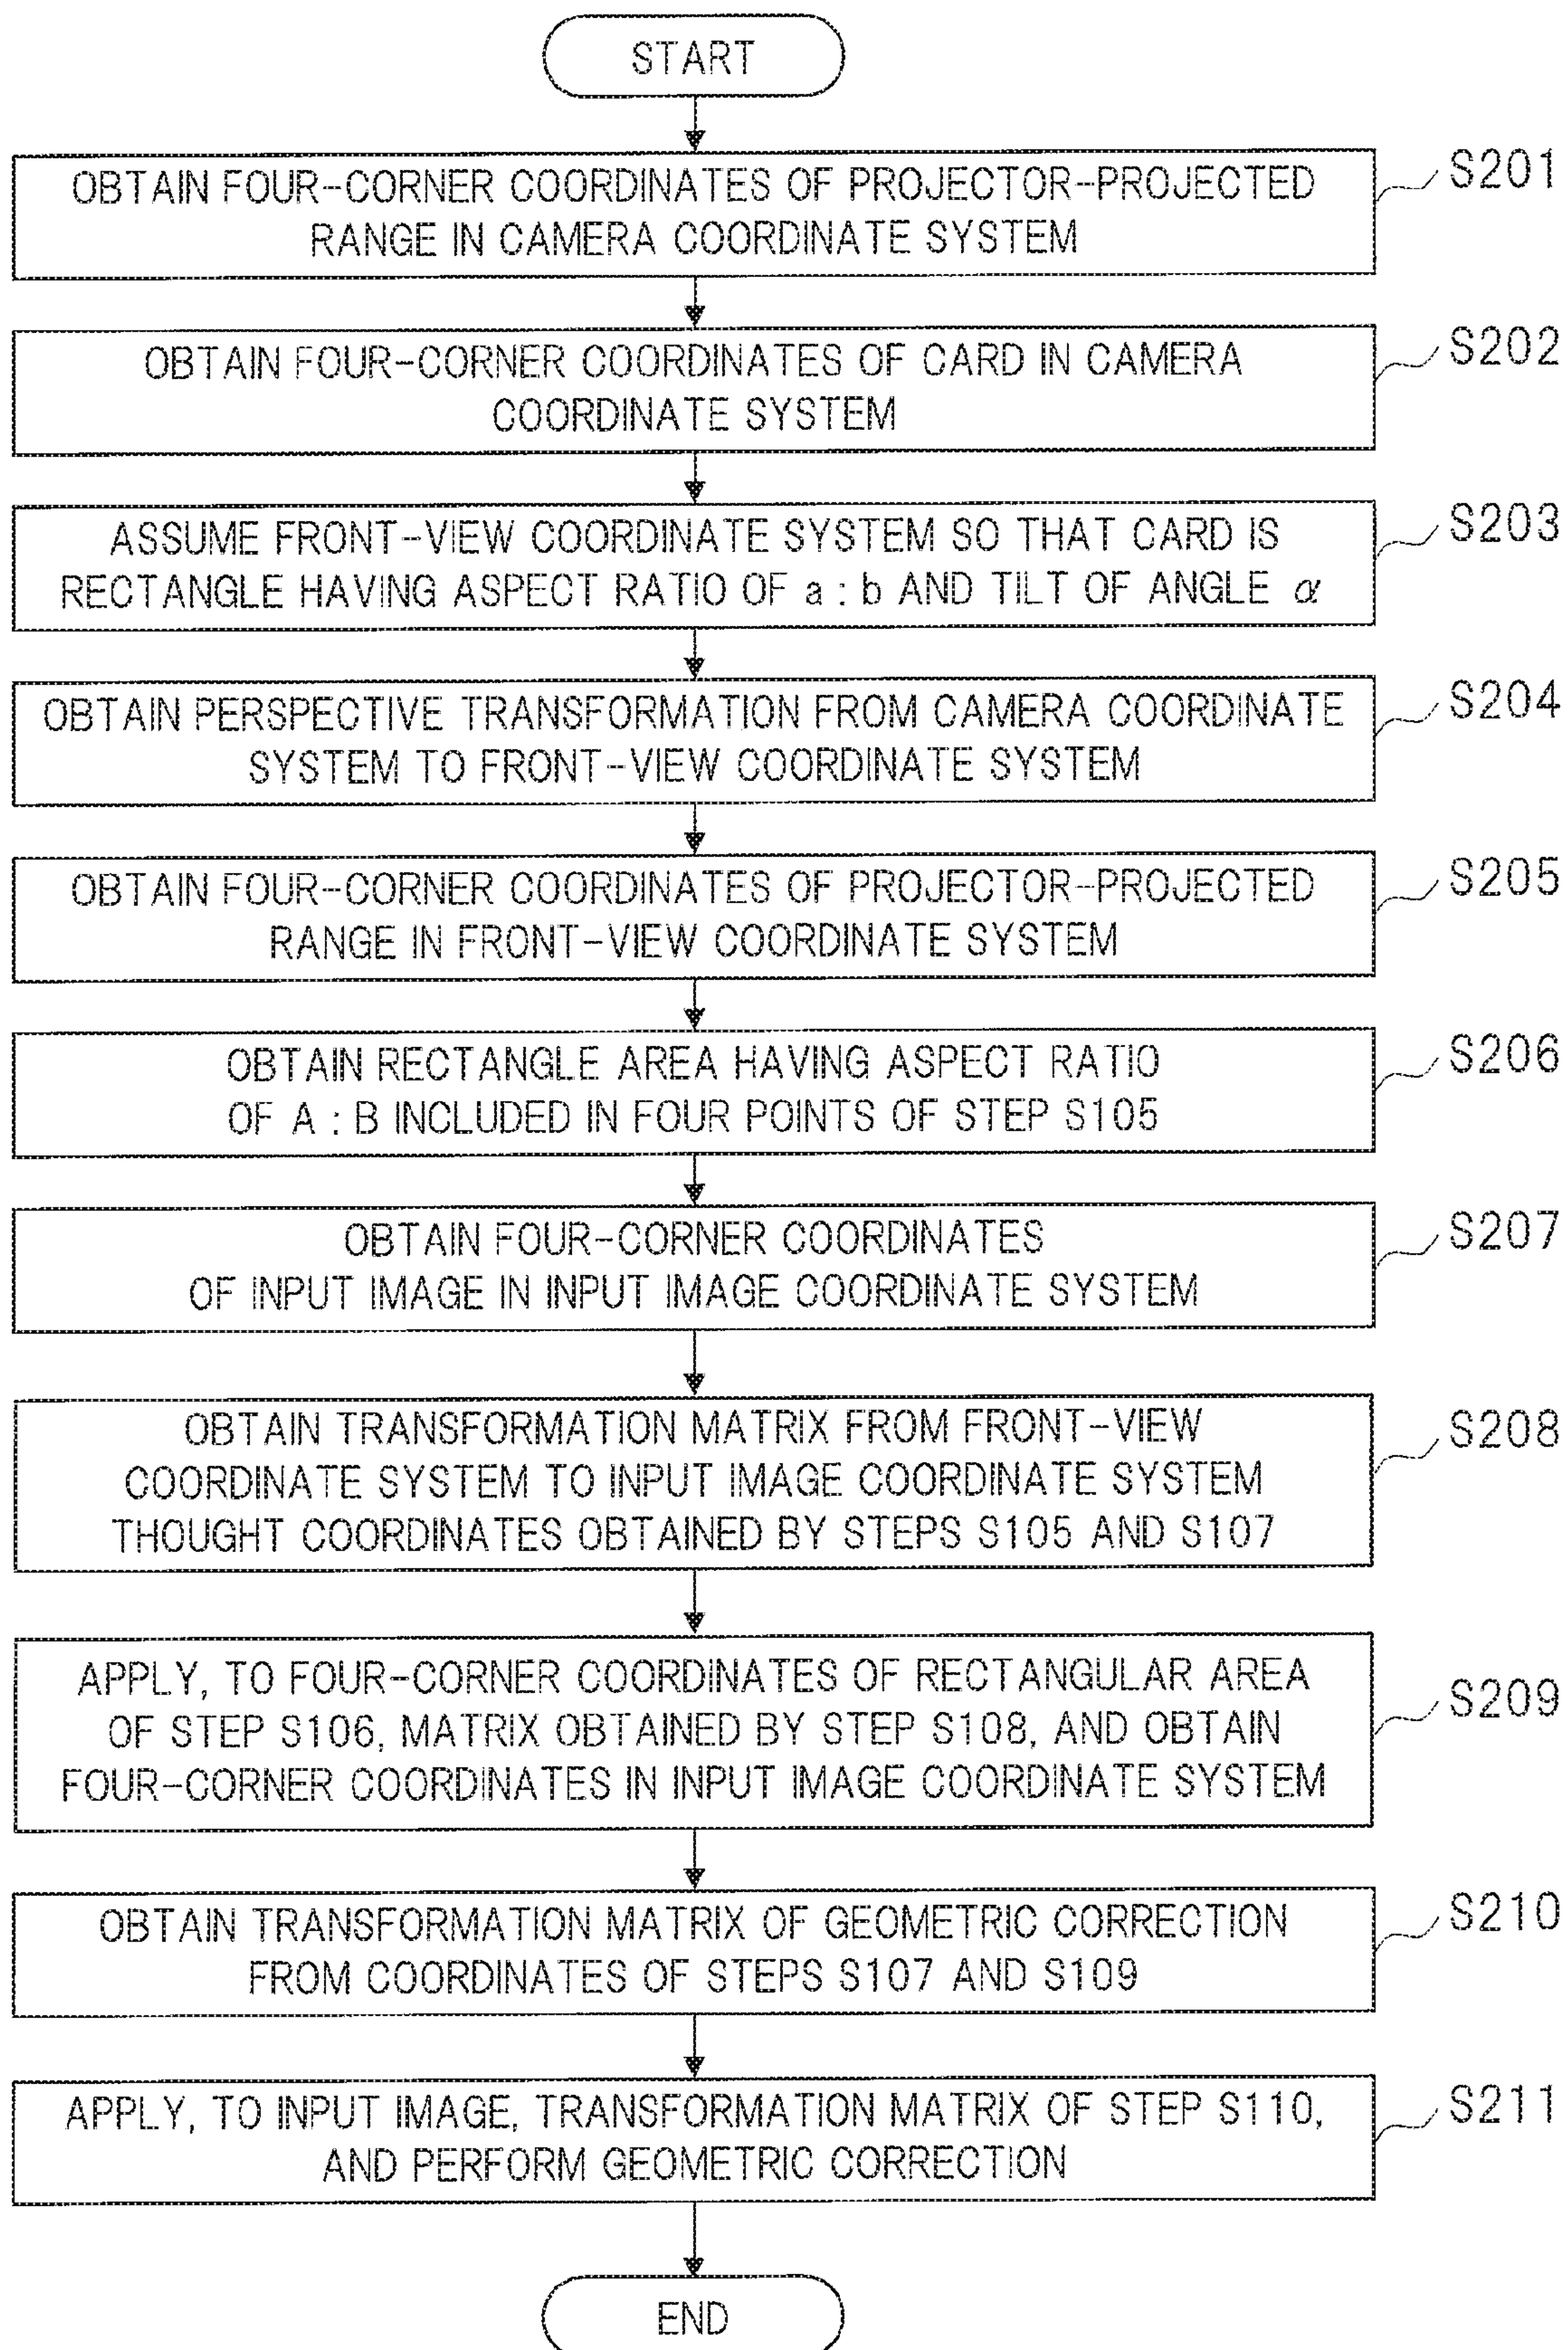 START
OBTAIN FOUR-CORNER COORDINATES OF PROJECTOR-PROJECTED
RANGE IN CAMERA COORDINATE SYSTEM
S201
OBTAIN FOUR-CORNER COORDINATES OF CARD IN CAMERA
COORDINATE SYSTEM
S202
ASSUME FRONT-VIEW COORDINATE SYSTEM SO THAT CARD IS
RECTANGLE HAVING ASPECT RATIO OF a : b AND TILT OF ANGLE α
S203
OBTAIN PERSPECTIVE TRANSFORMATION FROM CAMERA COORDINATE
SYSTEM TO FRONT-VIEW COORDINATE SYSTEM
S204
OBTAIN FOUR-CORNER COORDINATES OF PROJECTOR-PROJECTED
RANGE IN FRONT-VIEW COORDINATE SYSTEM
S205
OBTAIN RECTANGLE AREA HAVING ASPECT RATIO
OF A : B INCLUDED IN FOUR POINTS OF STEP S105
S206
OBTAIN FOUR-CORNER COORDINATES
OF INPUT IMAGE IN INPUT IMAGE COORDINATE SYSTEM
S207
OBTAIN TRANSFORMATION MATRIX FROM FRONT-VIEW
COORDINATE SYSTEM TO INPUT IMAGE COORDINATE SYSTEM
THOUGHT COORDINATES OBTAINED BY STEPS S105 AND S107
S208
APPLY, TO FOUR-CORNER COORDINATES OF RECTANGULAR AREA
OF STEP S106, MATRIX OBTAINED BY STEP S108, AND OBTAIN
FOUR-CORNER COORDINATES IN INPUT IMAGE COORDINATE SYSTEM
S209
OBTAIN TRANSFORMATION MATRIX OF GEOMETRIC CORRECTION
FROM COORDINATES OF STEPS S107 AND S109
S210
APPLY, TO INPUT IMAGE, TRANSFORMATION MATRIX OF STEP S110,
AND PERFORM GEOMETRIC CORRECTION
S211
END